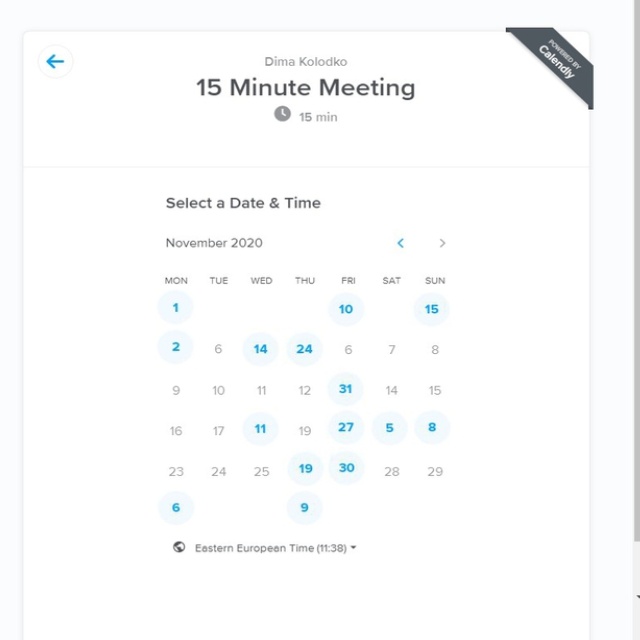 POWERED BY
Calendly
Dima Kolodko
15 Minute Meeting
15 min
Select a Date & Time
November 2020
MON TUE WED THU FRI SAT SUN
1 10 15
2 6 14 24 6 7 8
9 10 11 12 31 14 15
16 17 11 19 27 5 8
23 24 25 19 30 28 29
6 9
Eastern European Time (11:38)